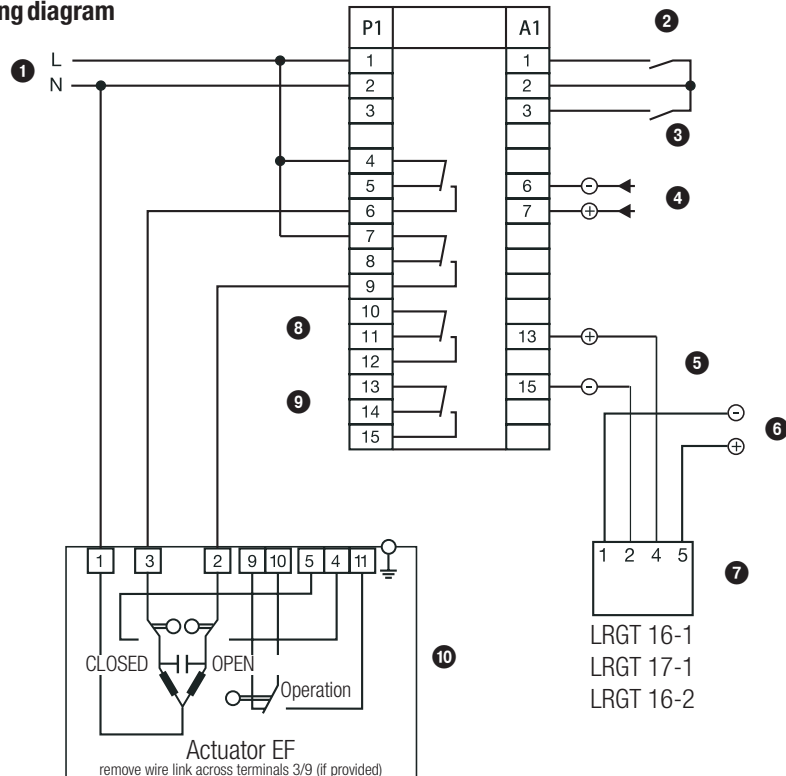 ng diagram
P1 A1
1 L 1 1 2
N 2 2
3 3 3
4
5 6 - 4
6 7 +
7
8
9
8 10
11 13 + 5
12
9 13 15 - - 6
14 +
15
1 3 2 9 10 5 4 11
1 2 4 5 7
LRGT 16-1
LRGT 17-1
LRGT 16-2
CLOSED OPEN 10
Operation
Actuator EF
remove wire link across terminals 3/9 (if provided)